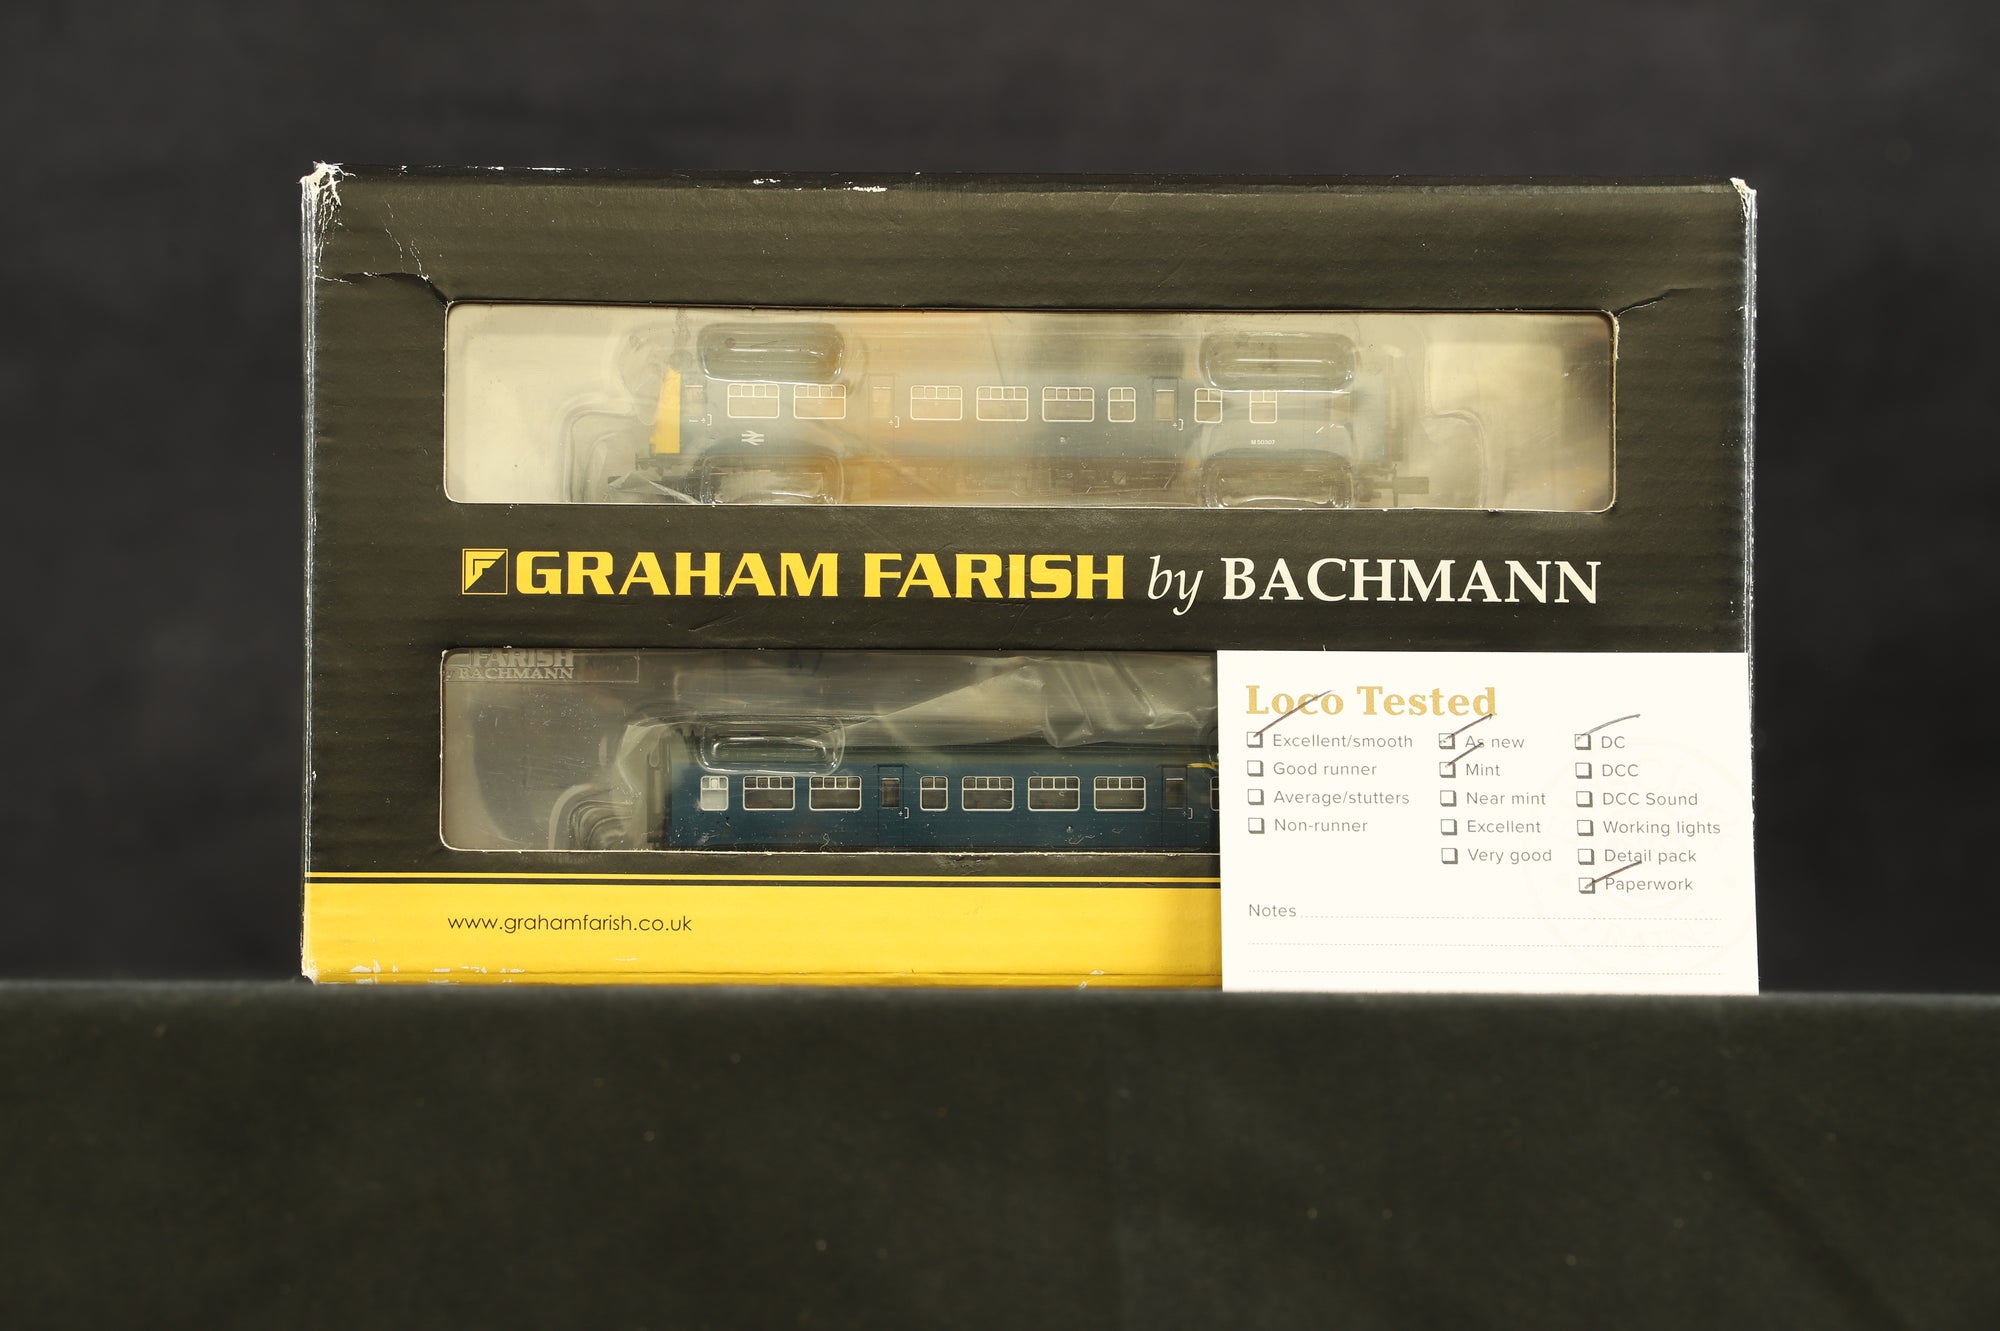 M50307
GRAHAM FARISH by BACHMANN
FARISH
BACHMANN
Loco Tested
Excellent/smooth
Good runner
Average/stutters
Non-runner
As new
Mint
Near mint
Excellent
Very good
DC
DCC
DCC Sound
Working lights
Detail pack
Paperwork
Notes
www.grahamfarish.co.uk